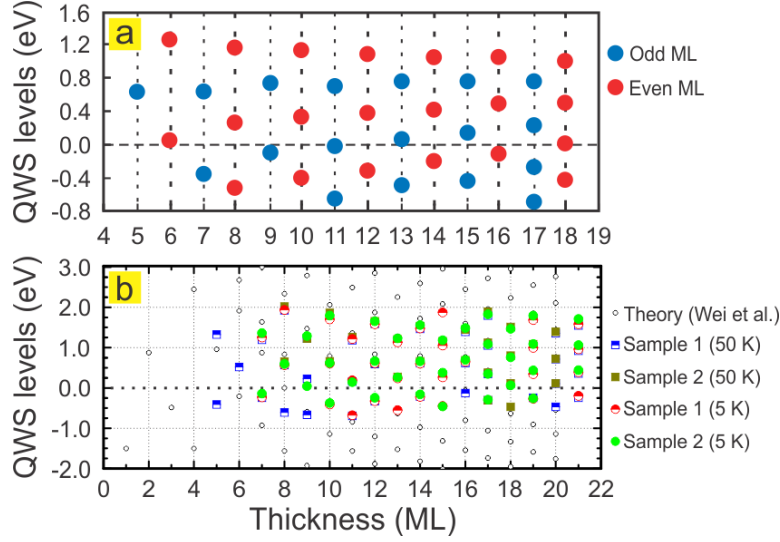 1.6
a
1.2
0.8
0.4
0.0
-0.4
-0.8
QWS levels (eV)
4 5 6 7 8 9 10 11 12 13 14 15 16 17 18 19
Odd ML
Even ML
3.0
b
2.0
1.0
0.0
-1.0
-2.0
QWS levels (eV)
0 2 4 6 8 10 12 14 16 18 20 22
Thickness (ML)
Theory (Wei et al.)
Sample 1 (50 K)
Sample 2 (50 K)
Sample 1 (5 K)
Sample 2 (5 K)